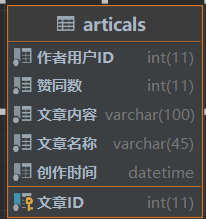 articals
作者用户ID int(11)
赞同数 int(11)
文章内容 varchar(100)
文章名称 varchar(45)
创作时间 datetime
文章ID int(11)